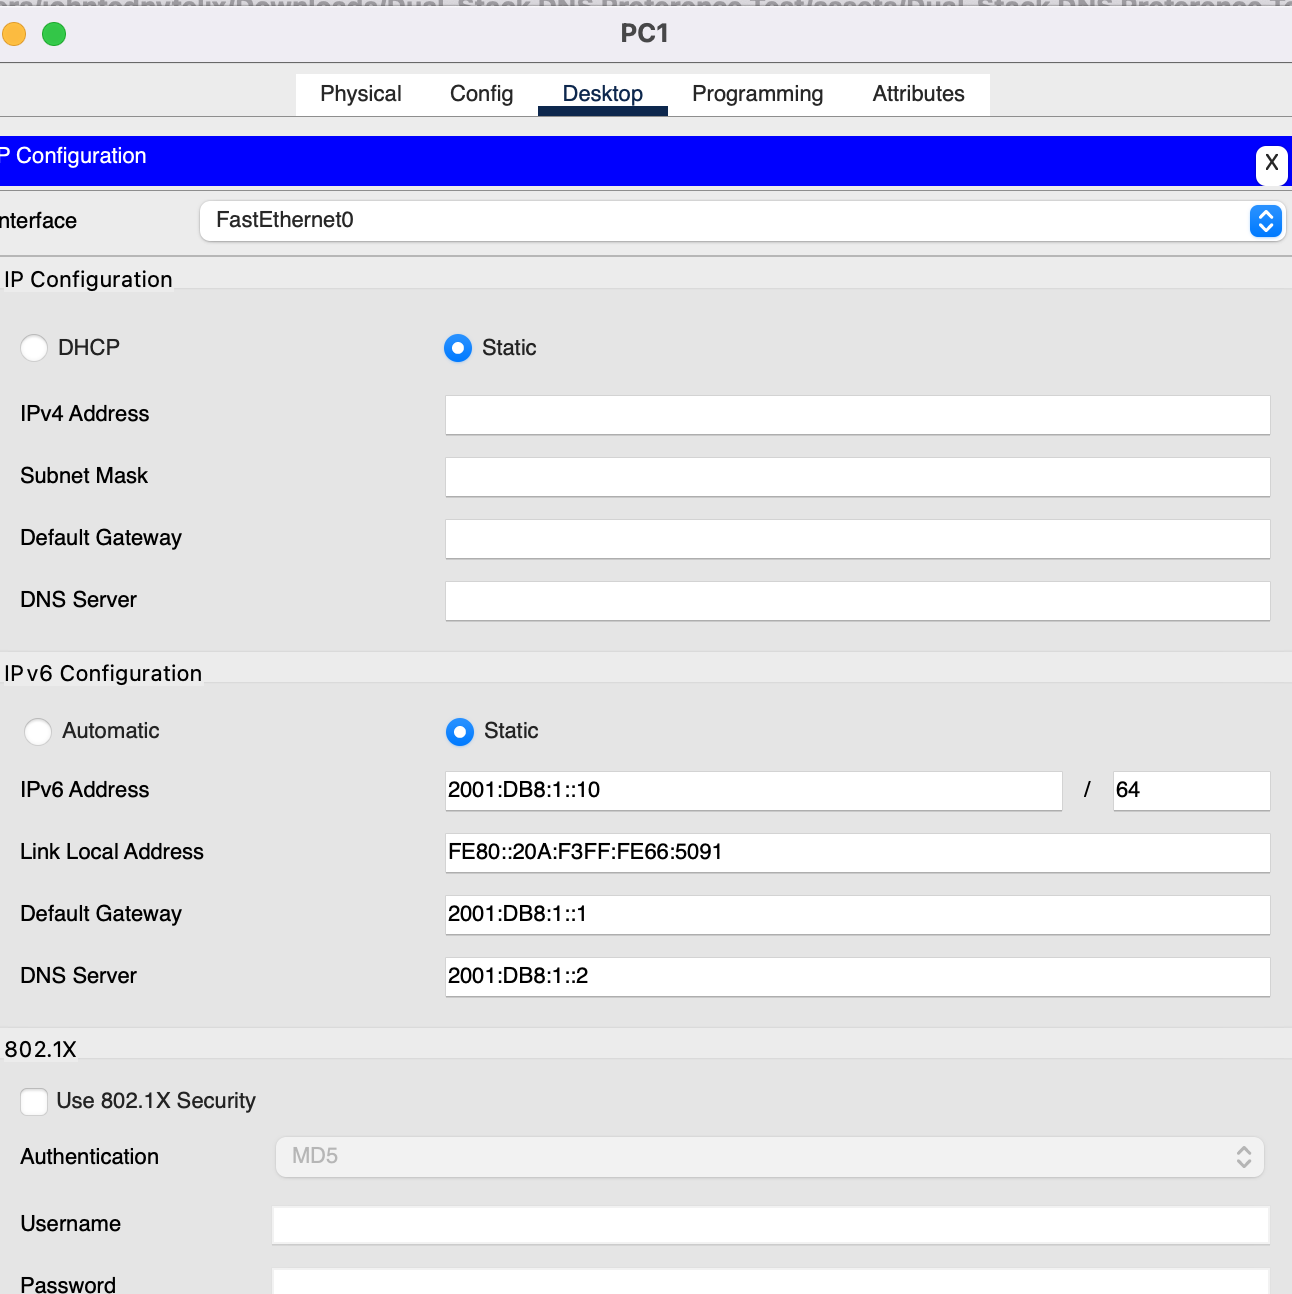 PC1
Physical Config Desktop Programming Attributes
P Configuration X
nterface FastEthernet0
IP Configuration
DHCP Static
IPv4 Address
Subnet Mask
Default Gateway
DNS Server
IPv6 Configuration
Automatic Static
IPv6 Address 2001:DB8:1::10 / 64
Link Local Address FE80::20A:F3FF:FE66:5091
Default Gateway 2001:DB8:1::1
DNS Server 2001:DB8:1::2
802.1X
Use 802.1X Security
Authentication MD5
Username
Password